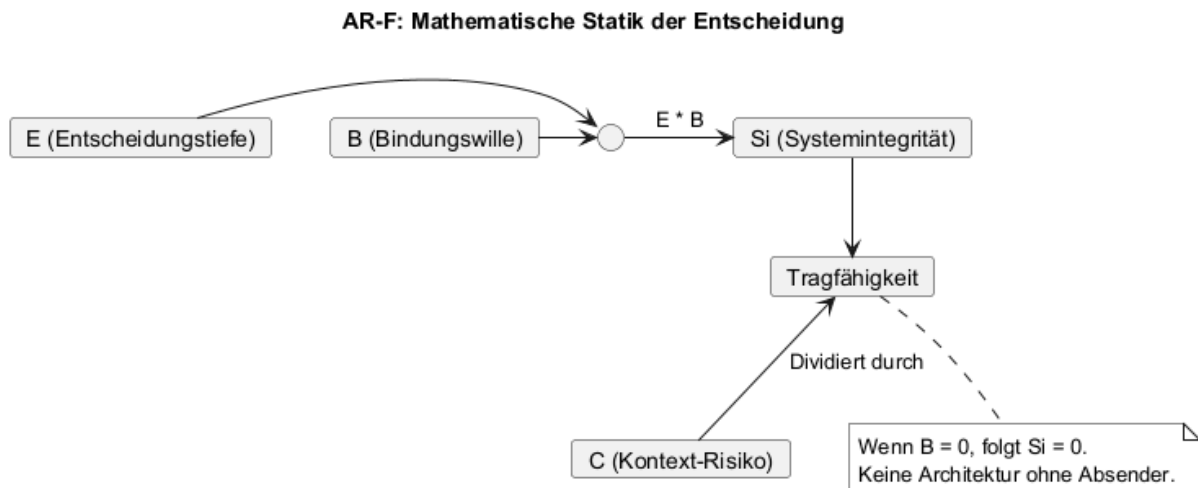 AR-F: Mathematische Statik der Entscheidung
E (Entscheidungstiefe)
B (Bindungswille)
E * B
Si (Systemintegrität)
Tragfähigkeit
Dividiert durch
C (Kontext-Risiko)
Wenn B = 0, folgt Si = 0.
Keine Architektur ohne Absender.